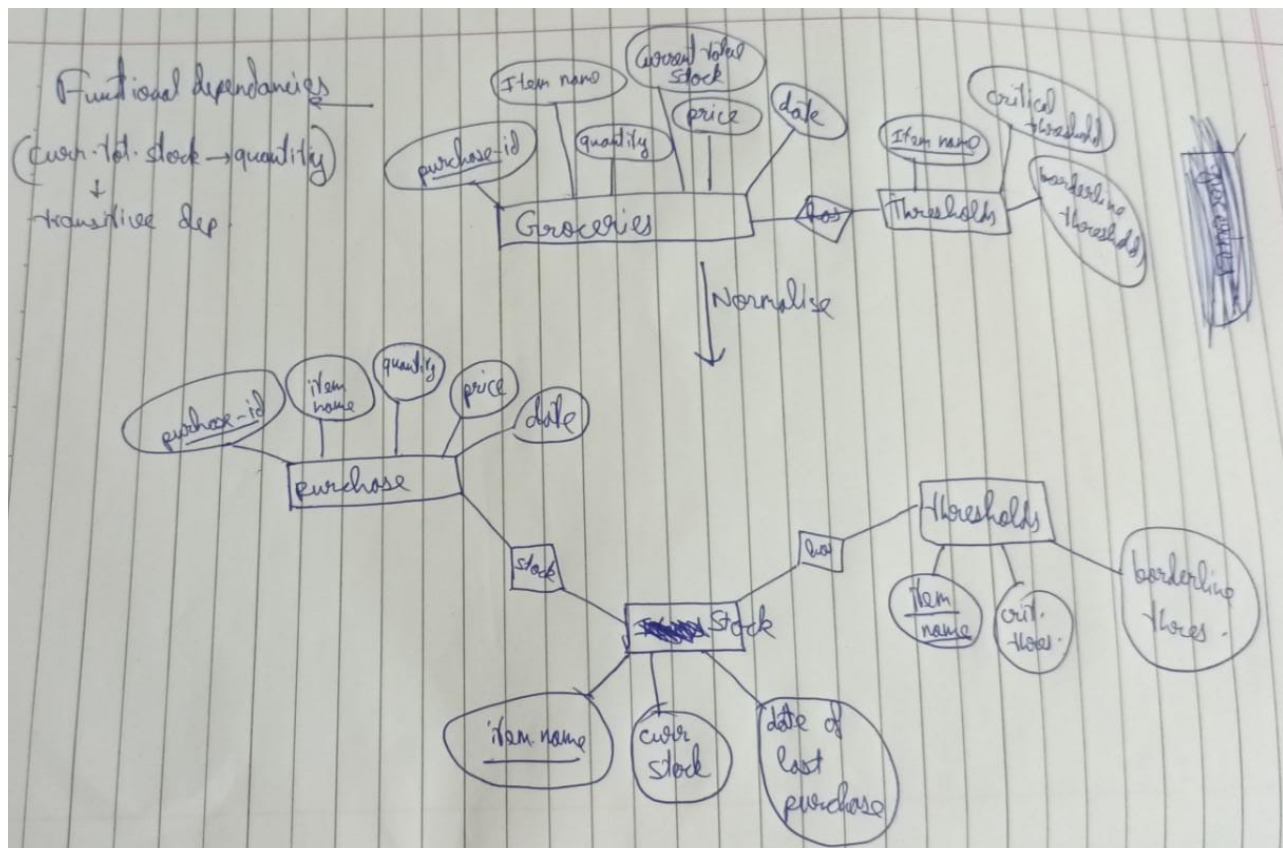 Functional dependancies
(curr.tot.stock → quantity)
↓
transitive dep.
purchase-id
Item name
quantity
Current total
stock
price
date
Groceries
has
Item name
critical
threshold
borderline
threshold
Thresholds
groceries
Normalise
purchase-id
item
name
quantity
price
date
purchase
stock
Stock
item name
curr
stock
date of
last
purchase
has
thresholds
item
name
crit.
thres.
borderline
thres.